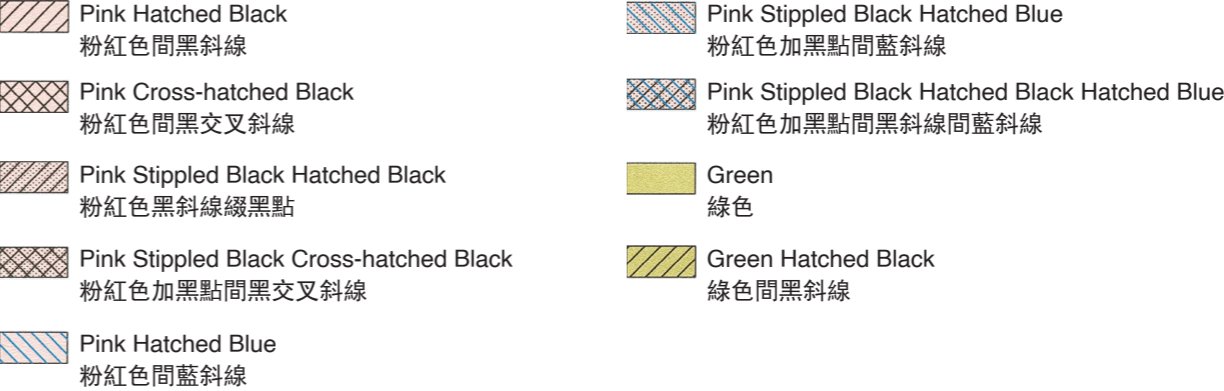 Pink Hatched Black
粉紅色間黑斜線
Pink Cross-hatched Black
粉紅色間黑交叉斜線
Pink Stippled Black Hatched Black
粉紅色黑斜線綴黑點
Pink Stippled Black Cross-hatched Black
粉紅色加黑點間黑交叉斜線
Pink Hatched Blue
粉紅色間藍斜線
Pink Stippled Black Hatched Blue
粉紅色加黑點間藍斜線
Pink Stippled Black Hatched Black Hatched Blue
粉紅色加黑點間黑斜線間藍斜線
Green
綠色
Green Hatched Black
綠色間黑斜線